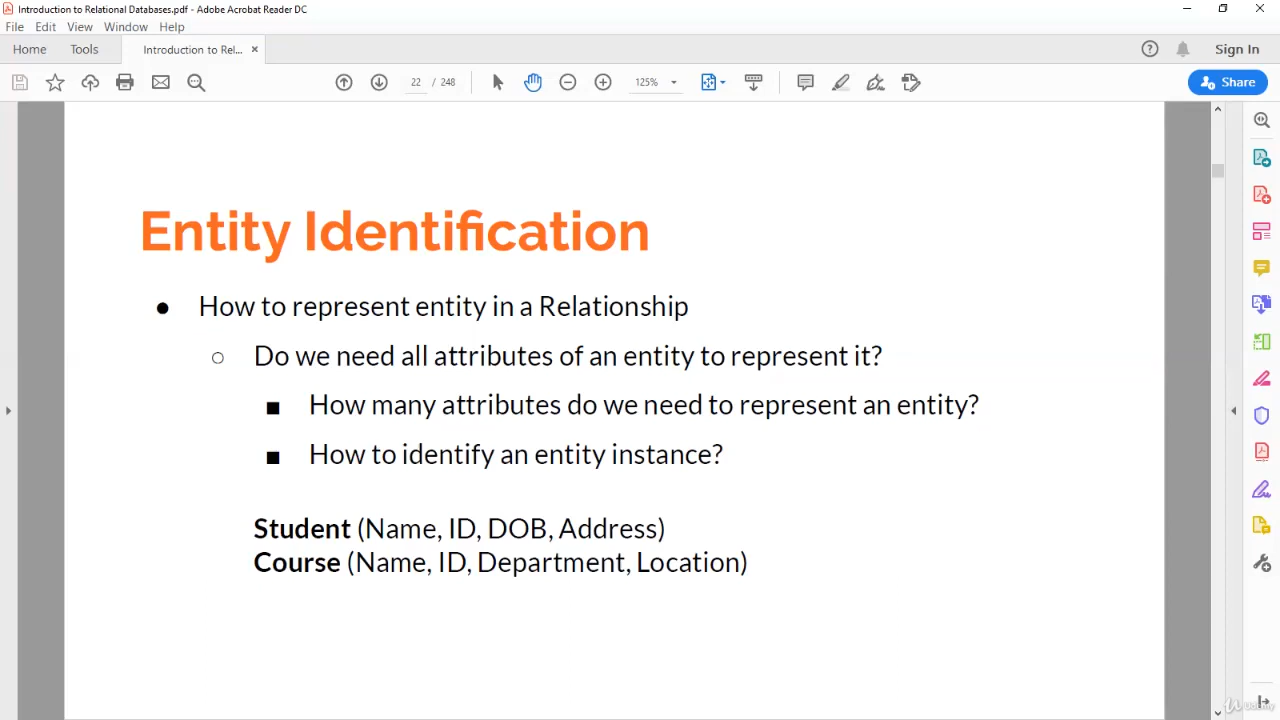 Introduction to Relational Databases.pdf - Adobe Acrobat Reader DC
File Edit View Window Help
Home Tools Introduction to Rel... × Sign In
22 / 248 125% Share
Entity Identification
● How to represent entity in a Relationship
○ Do we need all attributes of an entity to represent it?
■ How many attributes do we need to represent an entity?
■ How to identify an entity instance?
Student (Name, ID, DOB, Address)
Course (Name, ID, Department, Location)
Udemy